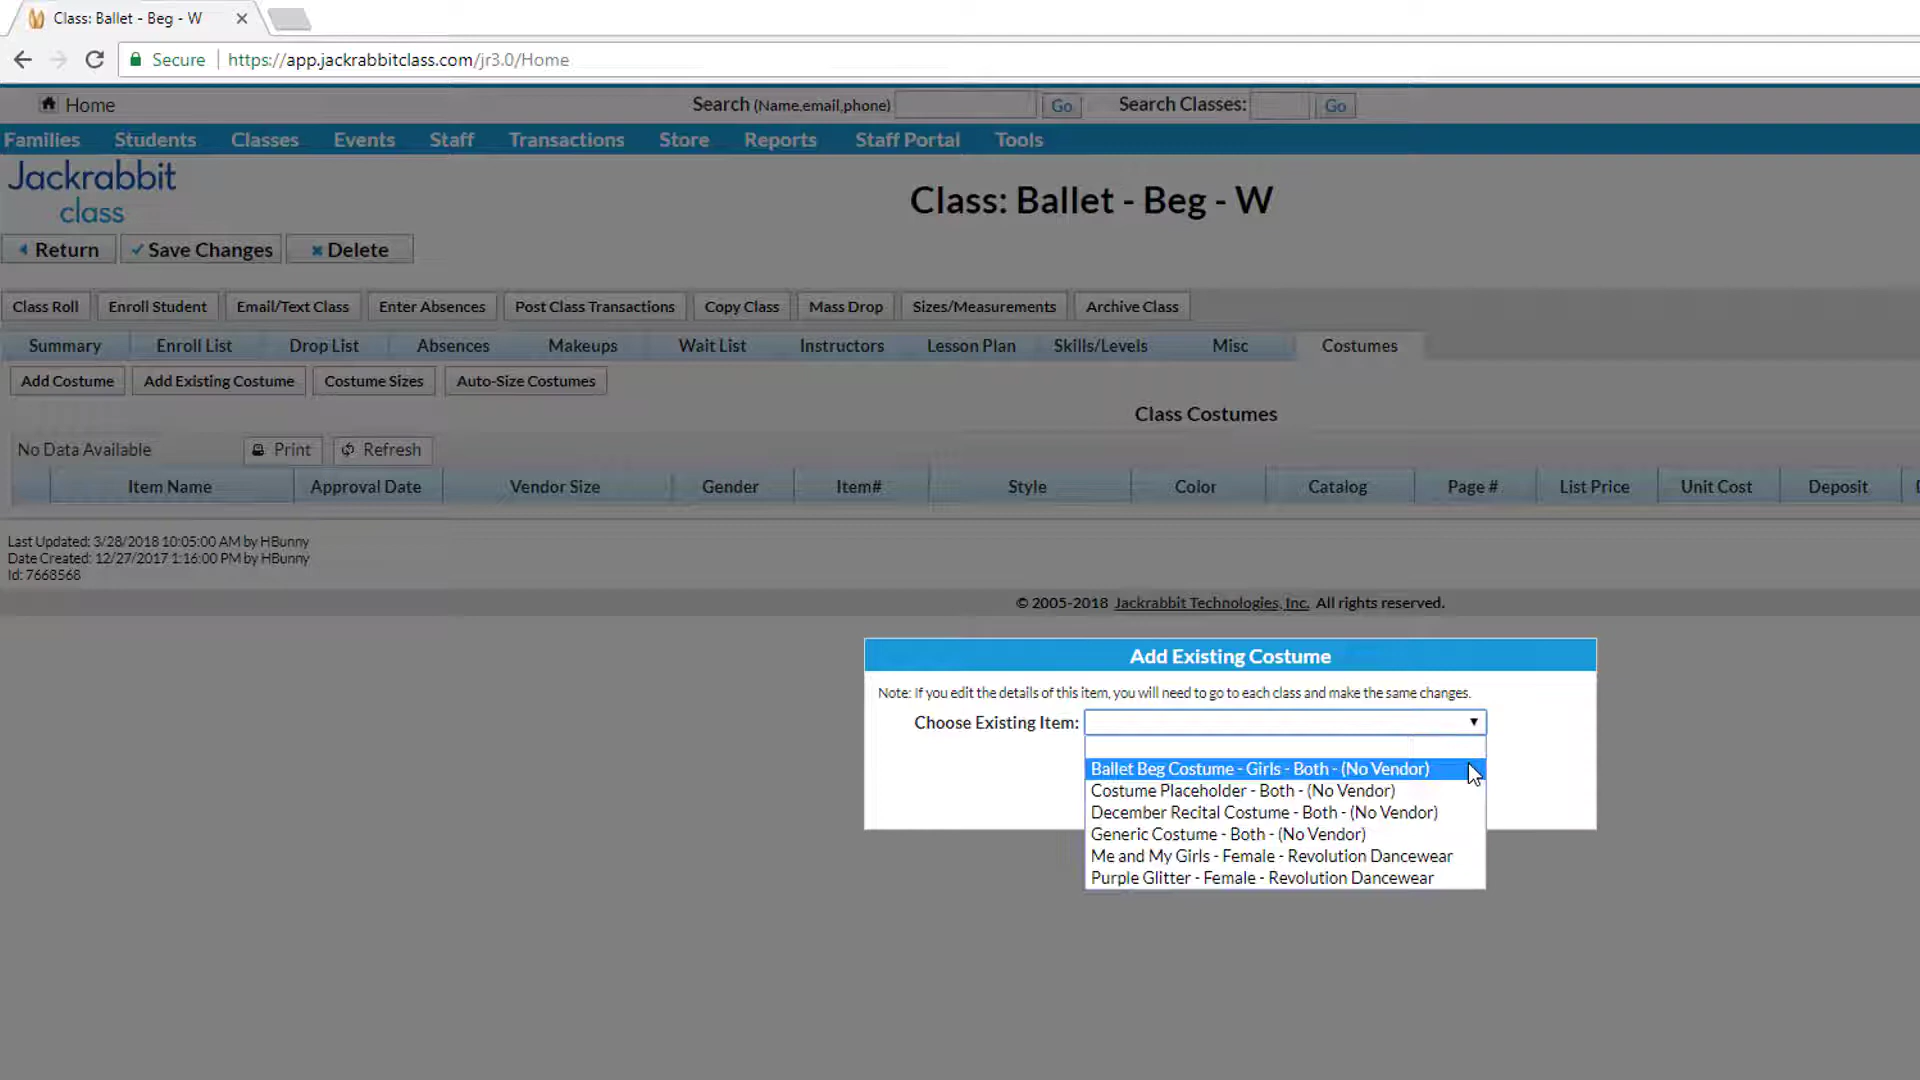 Class: Ballet - Beg - W
Secure https://app.jackrabbitclass.com/jr3.0/Home
Home Search (Name,email,phone) Go Search Classes: Go
Families Students Classes Events Staff Transactions Store Reports Staff Portal Tools
Jackrabbit
class
Class: Ballet - Beg - W
Return Save Changes Delete
Class Roll Enroll Student Email/Text Class Enter Absences Post Class Transactions Copy Class Mass Drop Sizes/Measurements Archive Class
Summary Enroll List Drop List Absences Makeups Wait List Instructors Lesson Plan Skills/Levels Misc Costumes
Add Costume Add Existing Costume Costume Sizes Auto-Size Costumes
Class Costumes
No Data Available Print Refresh
Item Name Approval Date Vendor Size Gender Item# Style Color Catalog Page # List Price Unit Cost Deposit
Last Updated: 3/28/2018 10:05:00 AM by HBunny
Date Created: 12/27/2017 1:16:00 PM by HBunny
Id: 7668568
© 2005-2018 Jackrabbit Technologies, Inc. All rights reserved.
Add Existing Costume
Note: If you edit the details of this item, you will need to go to each class and make the same changes.
Choose Existing Item:
Ballet Beg Costume - Girls - Both - (No Vendor)
Costume Placeholder - Both - (No Vendor)
December Recital Costume - Both - (No Vendor)
Generic Costume - Both - (No Vendor)
Me and My Girls - Female - Revolution Dancewear
Purple Glitter - Female - Revolution Dancewear